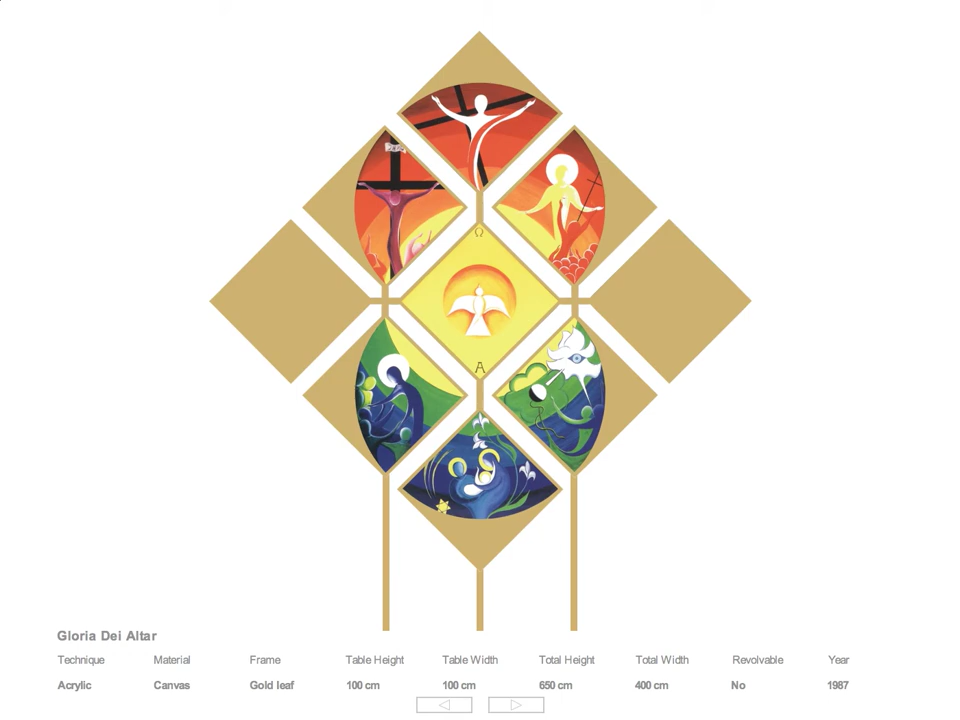 Ω
A
Gloria Dei Altar
Technique Material Frame Table Height Table Width Total Height Total Width Revolvable Year
Acrylic Canvas Gold leaf 100 cm 100 cm 650 cm 400 cm No 1987